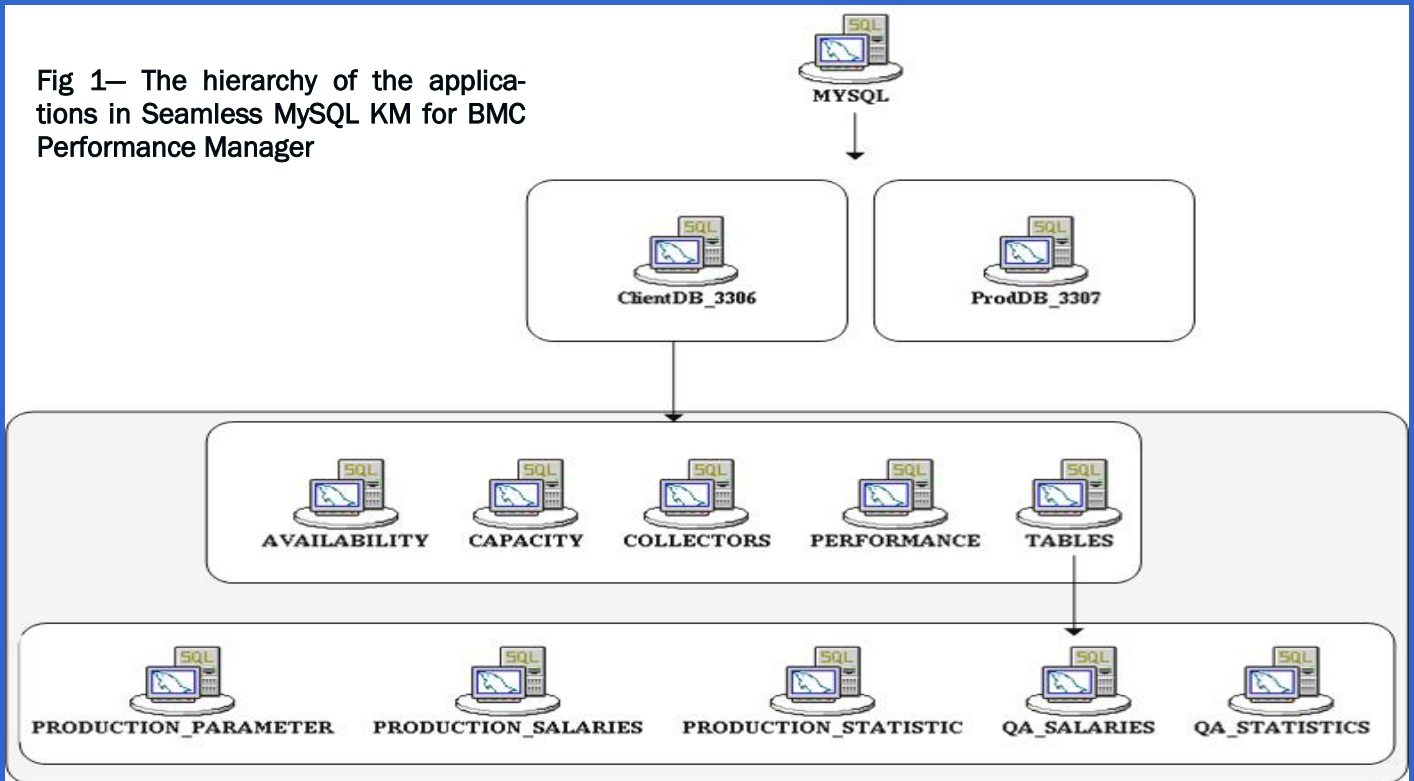 Fig 1— The hierarchy of the applica-
tions in Seamless MySQL KM for BMC
Performance Manager
SQL
MYSQL
SQL
ClientDB_3306
SQL
ProdDB_3307
SQL
AVAILABILITY
SQL
CAPACITY
SQL
COLLECTORS
SQL
PERFORMANCE
SQL
TABLES
SQL
PRODUCTION_PARAMETER
SQL
PRODUCTION_SALARIES
SQL
PRODUCTION_STATISTIC
SQL
QA_SALARIES
SQL
QA_STATISTICS